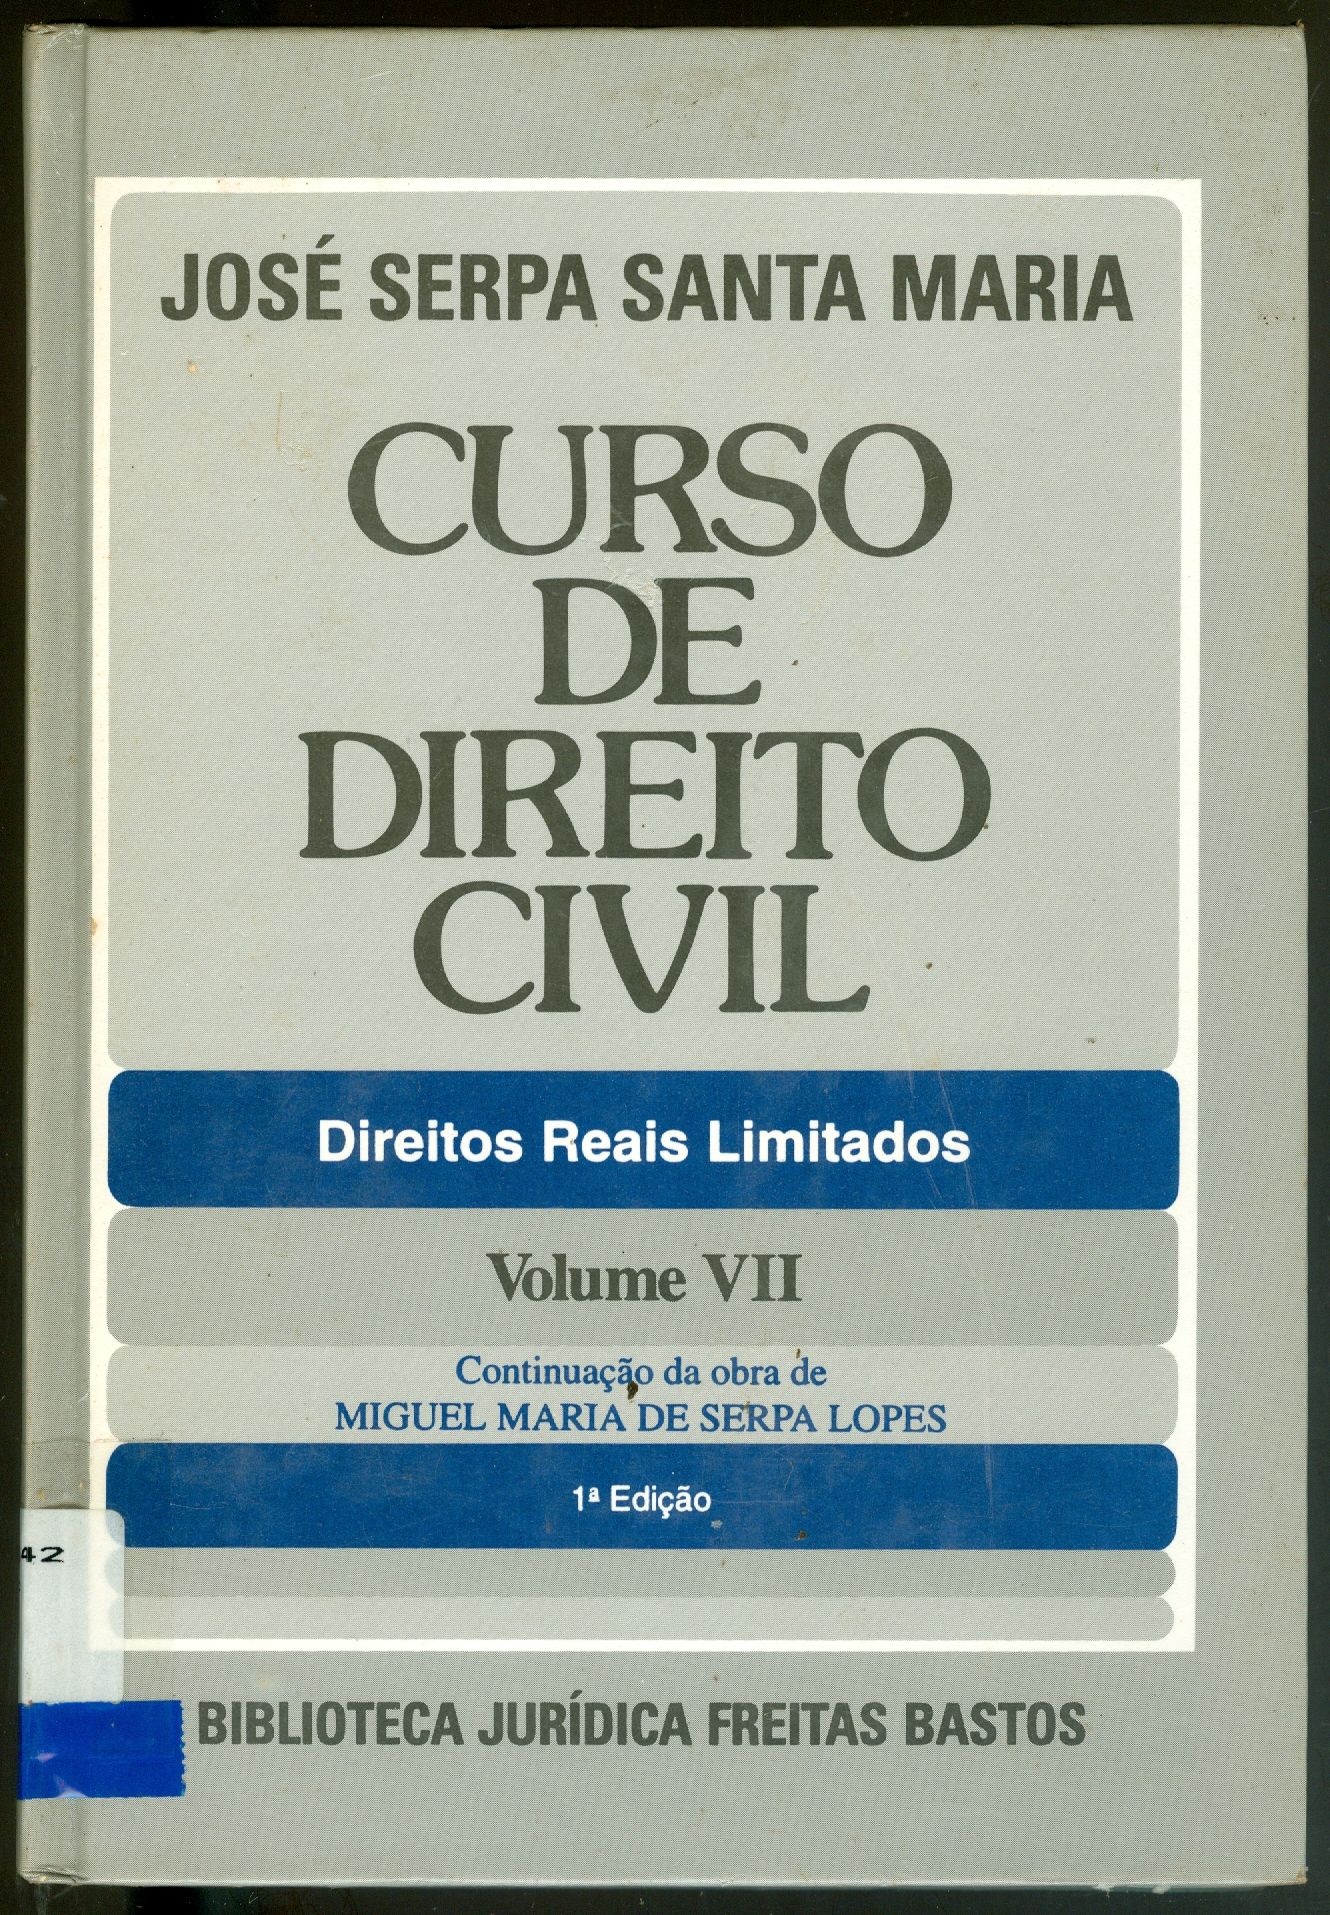 JOSÉ SERPA SANTA MARIA
CURSO
DE
DIREITO
CIVIL
Direitos Reais Limitados
Volume VII
Continuação da obra de
MIGUEL MARIA DE SERPA LOPES
1ª Edição
42
BIBLIOTECA JURÍDICA FREITAS BASTOS